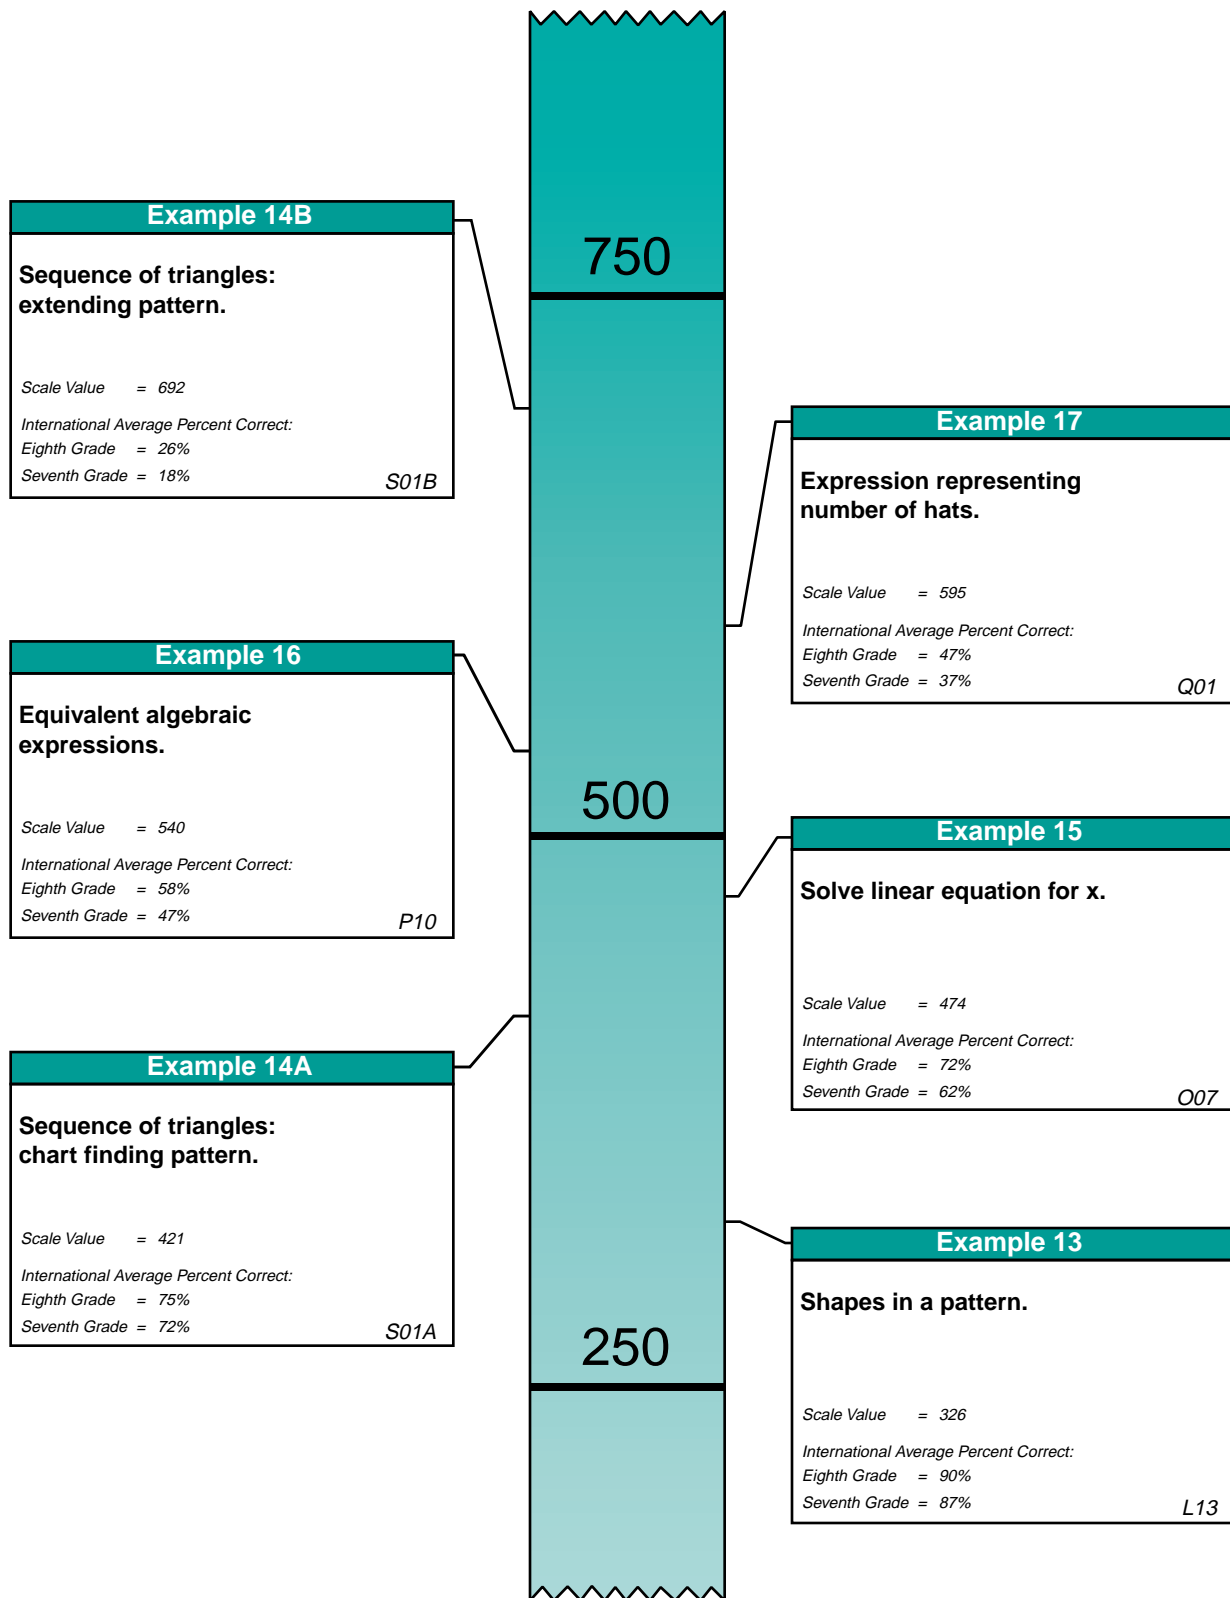 Example 14B
Sequence of triangles:
extending pattern.
Scale Value = 692
International Average Percent Correct:
Eighth Grade = 26%
Seventh Grade = 18%
S01B
Example 16
Equivalent algebraic
expressions.
Scale Value = 540
International Average Percent Correct:
Eighth Grade = 58%
Seventh Grade = 47%
P10
Example 14A
Sequence of triangles:
chart finding pattern.
Scale Value = 421
International Average Percent Correct:
Eighth Grade = 75%
Seventh Grade = 72%
S01A
750
500
250
Example 17
Expression representing
number of hats.
Scale Value = 595
International Average Percent Correct:
Eighth Grade = 47%
Seventh Grade = 37%
Q01
Example 15
Solve linear equation for x.
Scale Value = 474
International Average Percent Correct:
Eighth Grade = 72%
Seventh Grade = 62%
O07
Example 13
Shapes in a pattern.
Scale Value = 326
International Average Percent Correct:
Eighth Grade = 90%
Seventh Grade = 87%
L13